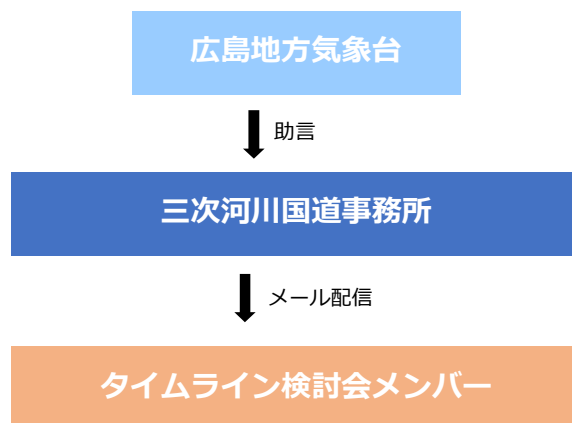 広島地方気象台
助言
三次河川国道事務所
メール配信
タイムライン検討会メンバー